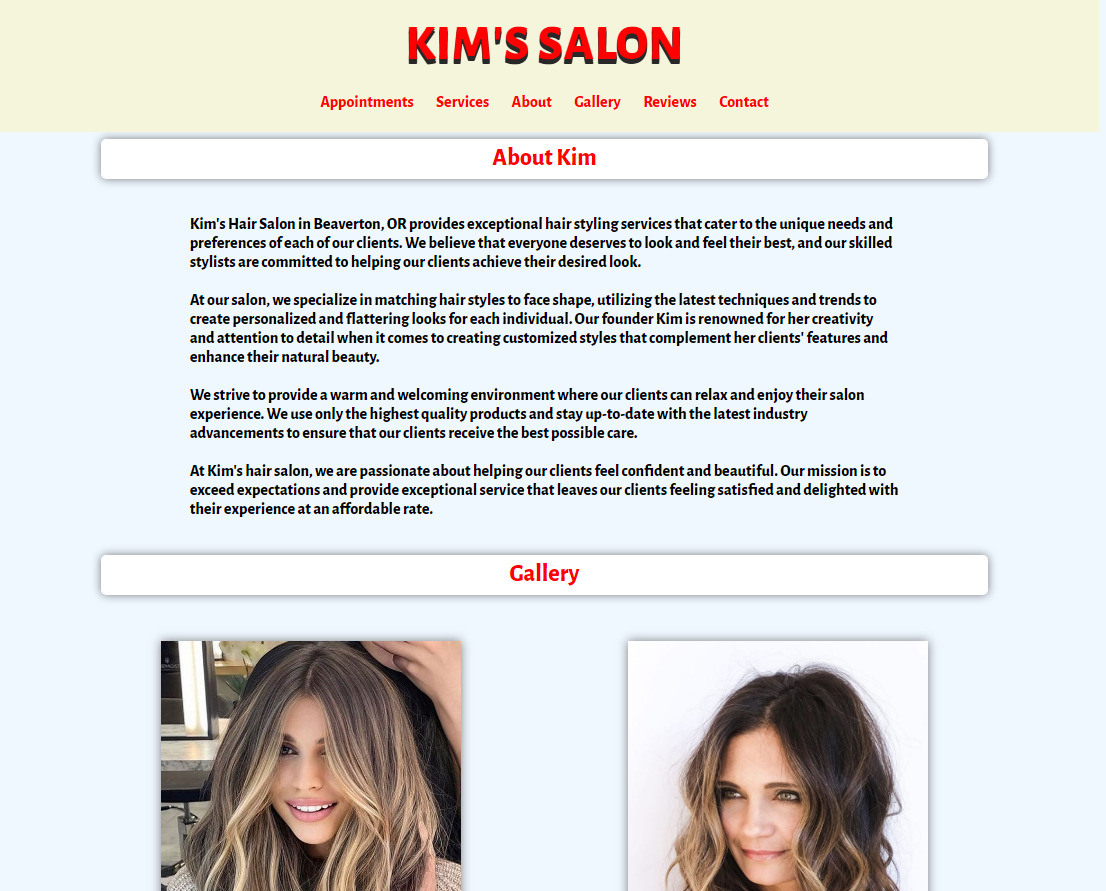 KIM'S SALON
Appointments Services About Gallery Reviews Contact
About Kim
Kim's Hair Salon in Beaverton, OR provides exceptional hair styling services that cater to the unique needs and
preferences of each of our clients. We believe that everyone deserves to look and feel their best, and our skilled
stylists are committed to helping our clients achieve their desired look.
At our salon, we specialize in matching hair styles to face shape, utilizing the latest techniques and trends to
create personalized and flattering looks for each individual. Our founder Kim is renowned for her creativity
and attention to detail when it comes to creating customized styles that complement her clients' features and
enhance their natural beauty.
We strive to provide a warm and welcoming environment where our clients can relax and enjoy their salon
experience. We use only the highest quality products and stay up-to-date with the latest industry
advancements to ensure that our clients receive the best possible care.
At Kim's hair salon, we are passionate about helping our clients feel confident and beautiful. Our mission is to
exceed expectations and provide exceptional service that leaves our clients feeling satisfied and delighted with
their experience at an affordable rate.
Gallery